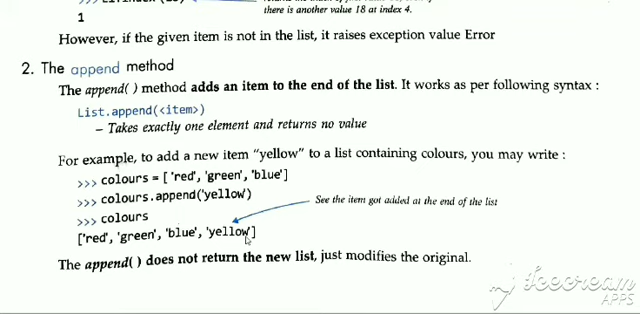 there is another value 18 at index 4.
1
However, if the given item is not in the list, it raises exception value Error
2. The append method
The append( ) method adds an item to the end of the list. It works as per following syntax :
List.append(<item>)
– Takes exactly one element and returns no value
For example, to add a new item "yellow" to a list containing colours, you may write :
>>> colours = [ 'red', 'green', 'blue']
>>> colours.append('yellow')
>>> colours
See the item got added at the end of the list
['red', 'green', 'blue', 'yellow']
The append( ) does not return the new list, just modifies the original.
Icecream
APPS